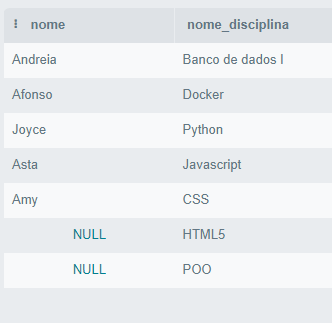 nome nome_disciplina
Andreia Banco de dados I
Afonso Docker
Joyce Python
Asta Javascript
Amy CSS
NULL HTML5
NULL POO